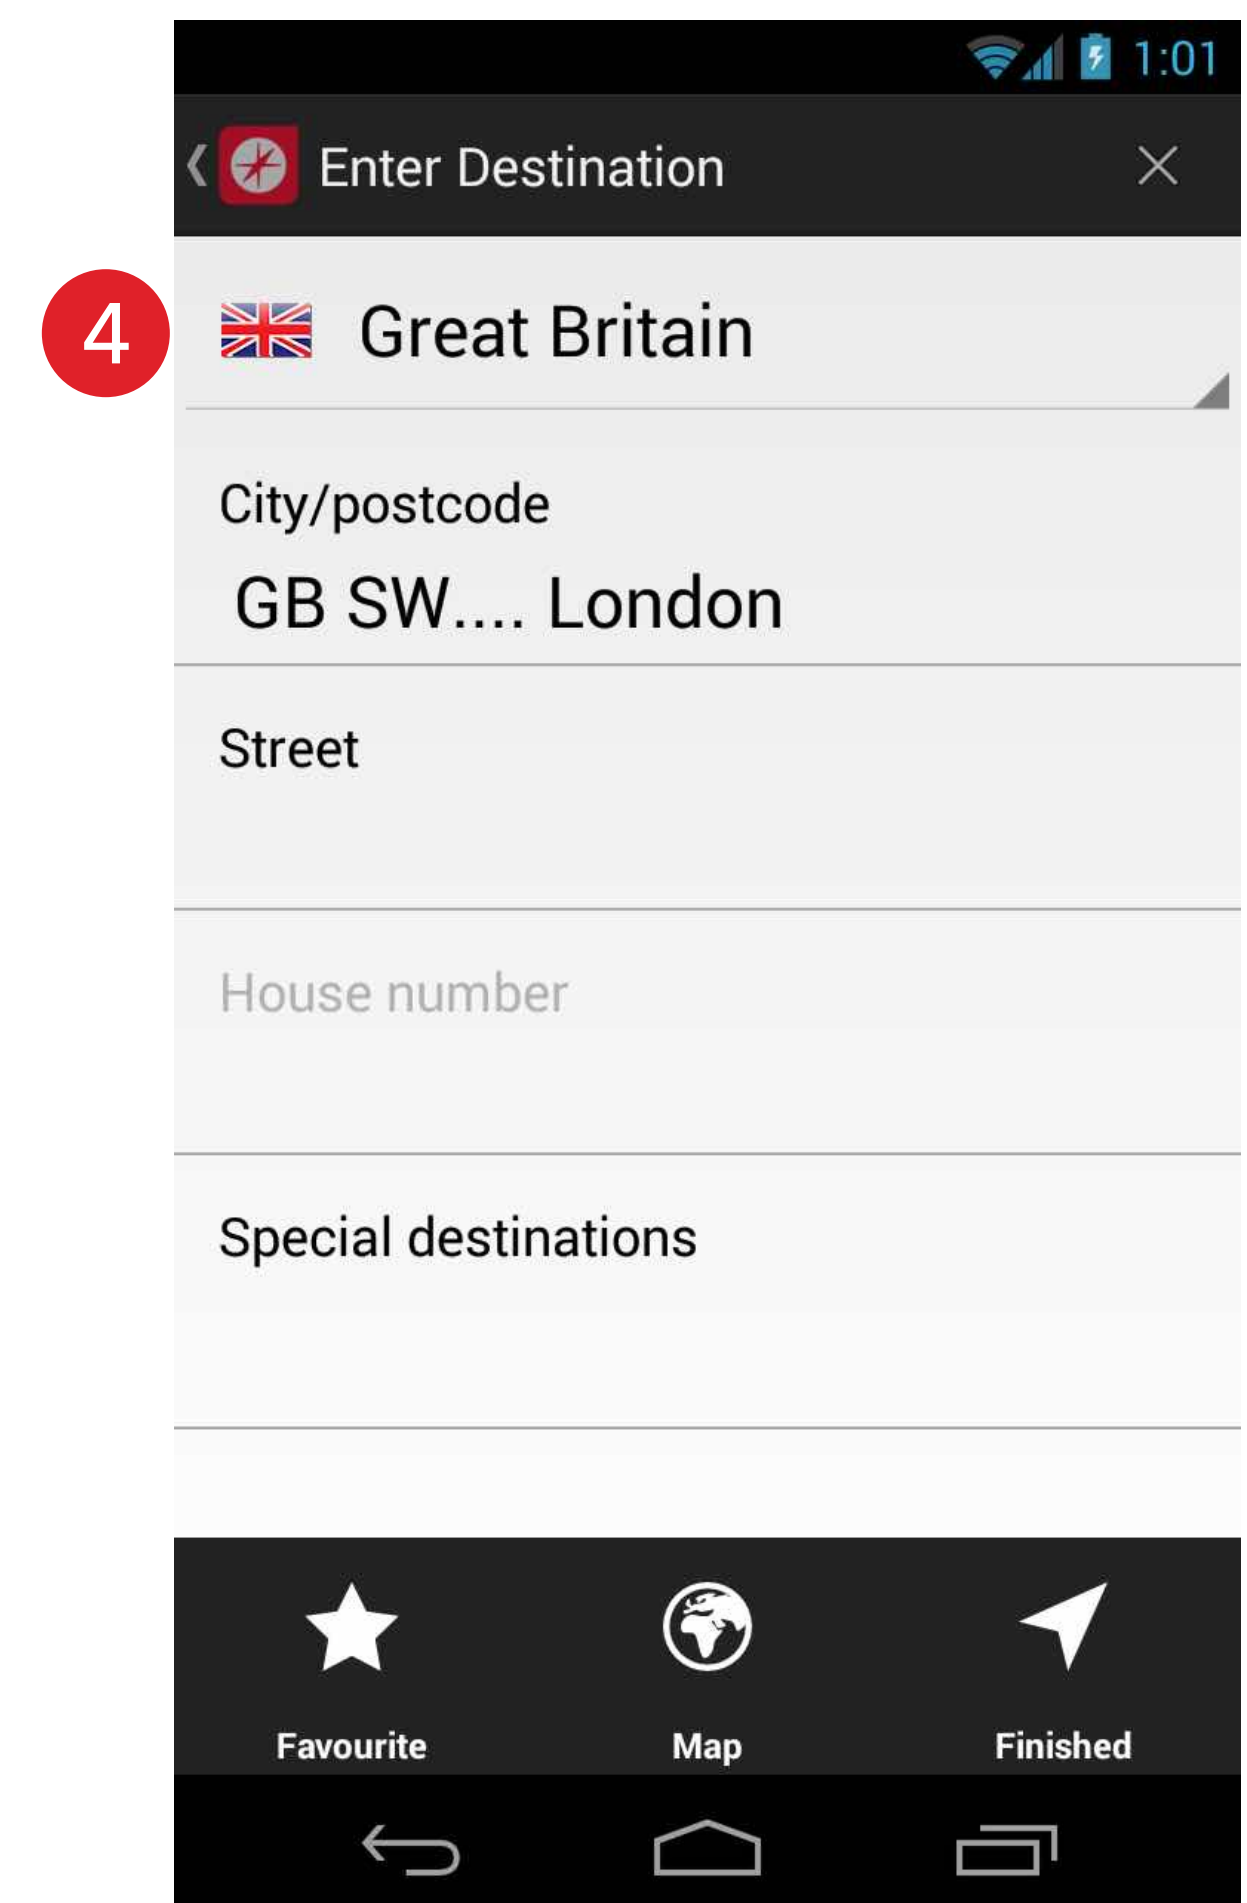 1:01
Enter Destination
4
Great Britain
City/postcode
GB SW.... London
Street
House number
Special destinations
Favourite Map Finished